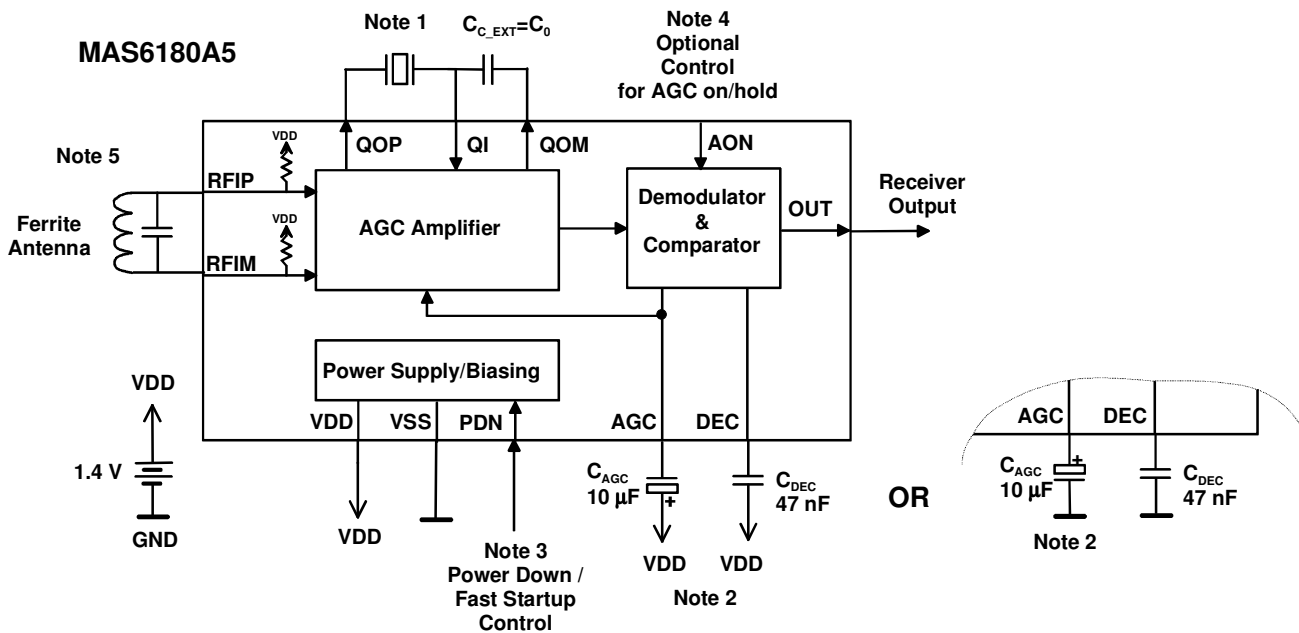 MAS6180A5
Note 1
C_C_EXT=C_0
Note 4
Optional
Control
for AGC on/hold
VDD
QOP
QI
QOM
AON
Note 5
RFIP
VDD
RFIM
Ferrite
Antenna
AGC Amplifier
Demodulator
&
Comparator
OUT
Receiver
Output
Power Supply/Biasing
VDD
VSS
PDN
AGC
DEC
VDD
1.4 V
GND
VDD
Note 3
Power Down /
Fast Startup
Control
C_AGC
10 µF
C_DEC
47 nF
VDD
VDD
Note 2
OR
AGC
DEC
C_AGC
10 µF
C_DEC
47 nF
Note 2